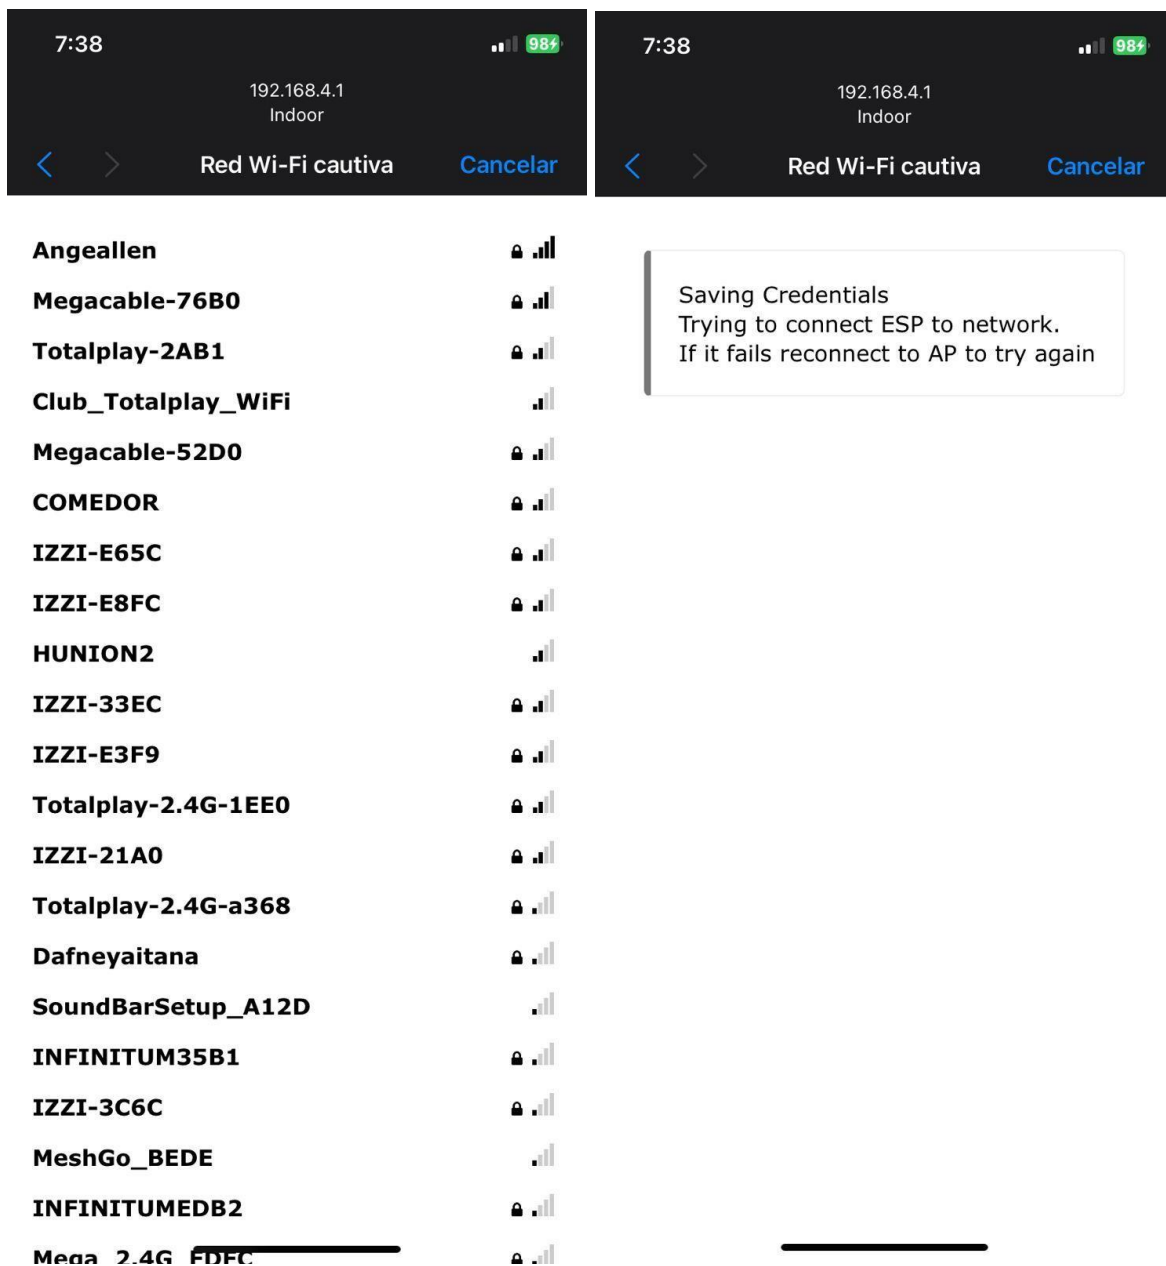 7:38
98
192.168.4.1
Indoor
Red Wi-Fi cautiva
Cancelar
Angeallen
Megacable-76B0
Totalplay-2AB1
Club_Totalplay_WiFi
Megacable-52D0
COMEDOR
IZZI-E65C
IZZI-E8FC
HUNION2
IZZI-33EC
IZZI-E3F9
Totalplay-2.4G-1EE0
IZZI-21A0
Totalplay-2.4G-a368
Dafneyaitana
SoundBarSetup_A12D
INFINITUM35B1
IZZI-3C6C
MeshGo_BEDE
INFINITUMEDB2
Mega_2.4G_FDFC
7:38
98
192.168.4.1
Indoor
Red Wi-Fi cautiva
Cancelar
Saving Credentials
Trying to connect ESP to network.
If it fails reconnect to AP to try again